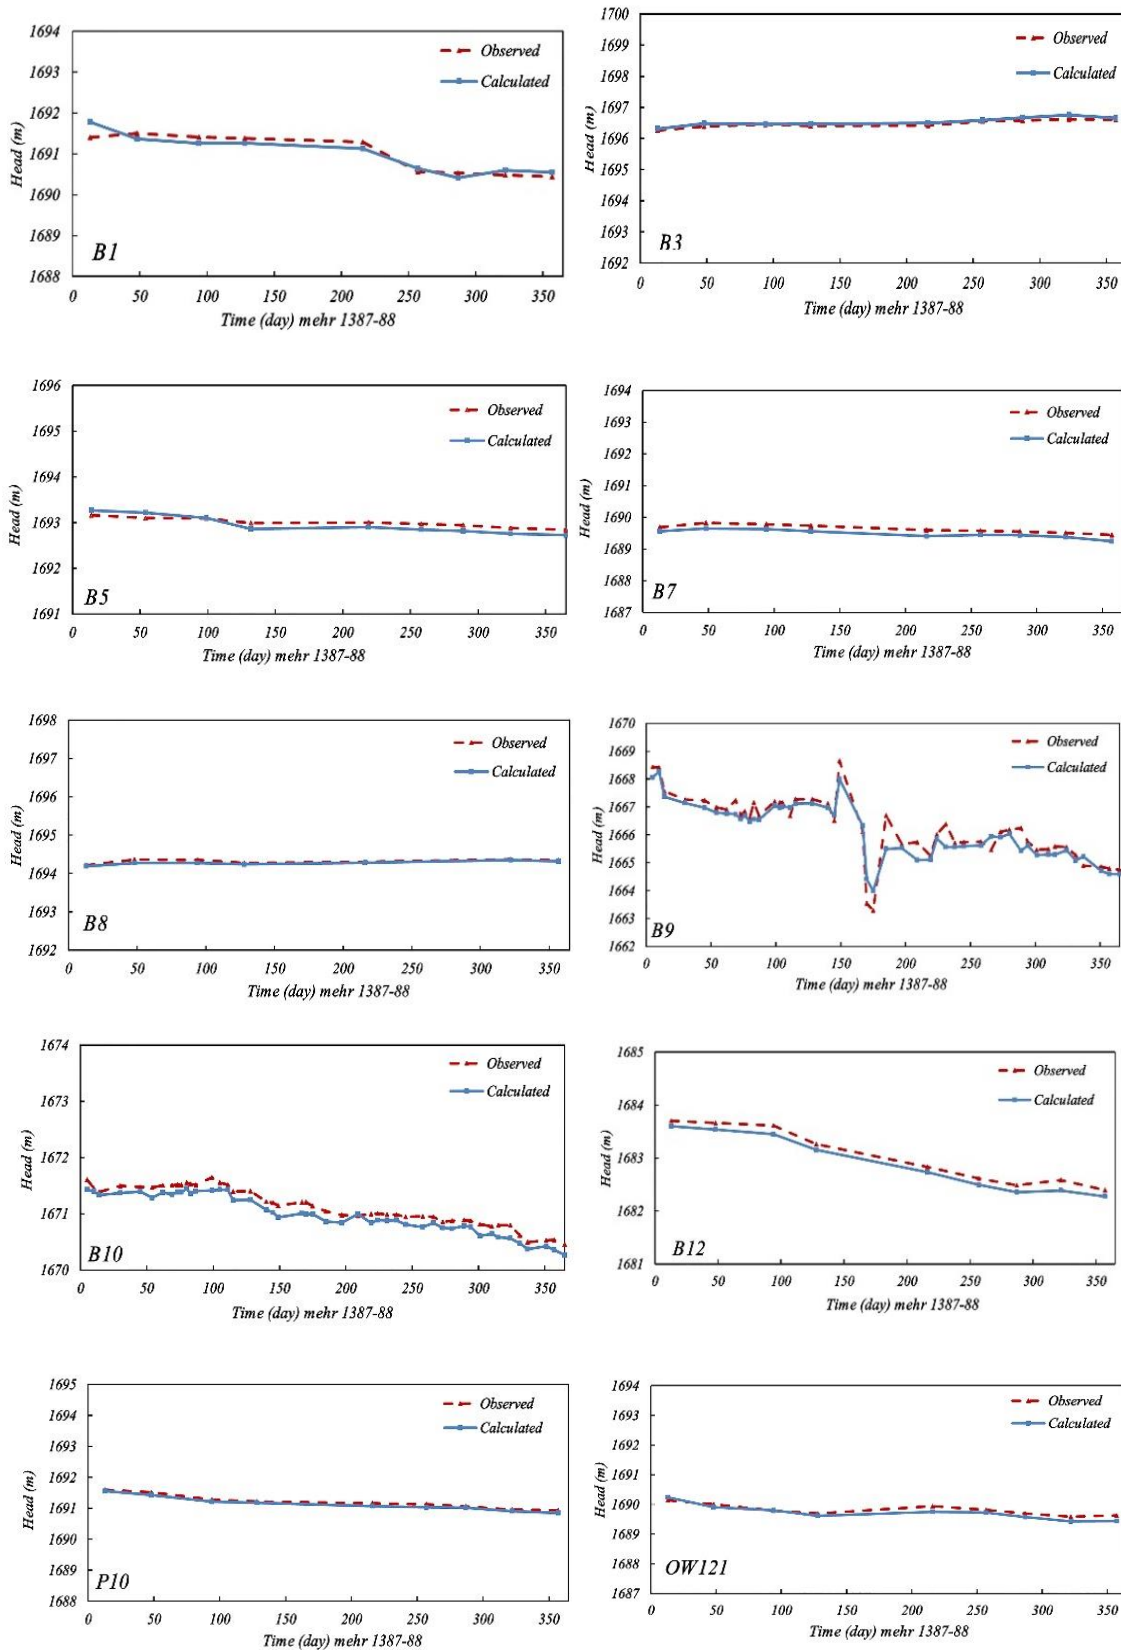 1694
1693
1692
1691
1690
1689
1688
Head (m)
Observed
Calculated
B1
0 50 100 150 200 250 300 350
Time (day) mehr 1387-88
1700
1699
1698
1697
1696
1695
1694
1693
1692
Head (m)
Observed
Calculated
B3
0 50 100 150 200 250 300 350
Time (day) mehr 1387-88
1696
1695
1694
1693
1692
1691
Head (m)
Observed
Calculated
B5
0 50 100 150 200 250 300 350
Time (day) mehr 1387-88
1694
1693
1692
1691
1690
1689
1688
1687
Head (m)
Observed
Calculated
B7
0 50 100 150 200 250 300 350
Time (day) mehr 1387-88
1698
1697
1696
1695
1694
1693
1692
Head (m)
Observed
Calculated
B8
0 50 100 150 200 250 300 350
Time (day) mehr 1387-88
1670
1669
1668
1667
1666
1665
1664
1663
1662
Head (m)
Observed
Calculated
B9
0 50 100 150 200 250 300 350
Time (day) mehr 1387-88
1674
1673
1672
1671
1670
Head (m)
Observed
Calculated
B10
0 50 100 150 200 250 300 350
Time (day) mehr 1387-88
1685
1684
1683
1682
1681
Head (m)
Observed
Calculated
B12
0 50 100 150 200 250 300 350
Time (day) mehr 1387-88
1695
1694
1693
1692
1691
1690
1689
1688
Head (m)
Observed
Calculated
P10
0 50 100 150 200 250 300 350
Time (day) mehr 1387-88
1694
1693
1692
1691
1690
1689
1688
1687
Head (m)
Observed
Calculated
OW121
0 50 100 150 200 250 300 350
Time (day) mehr 1387-88